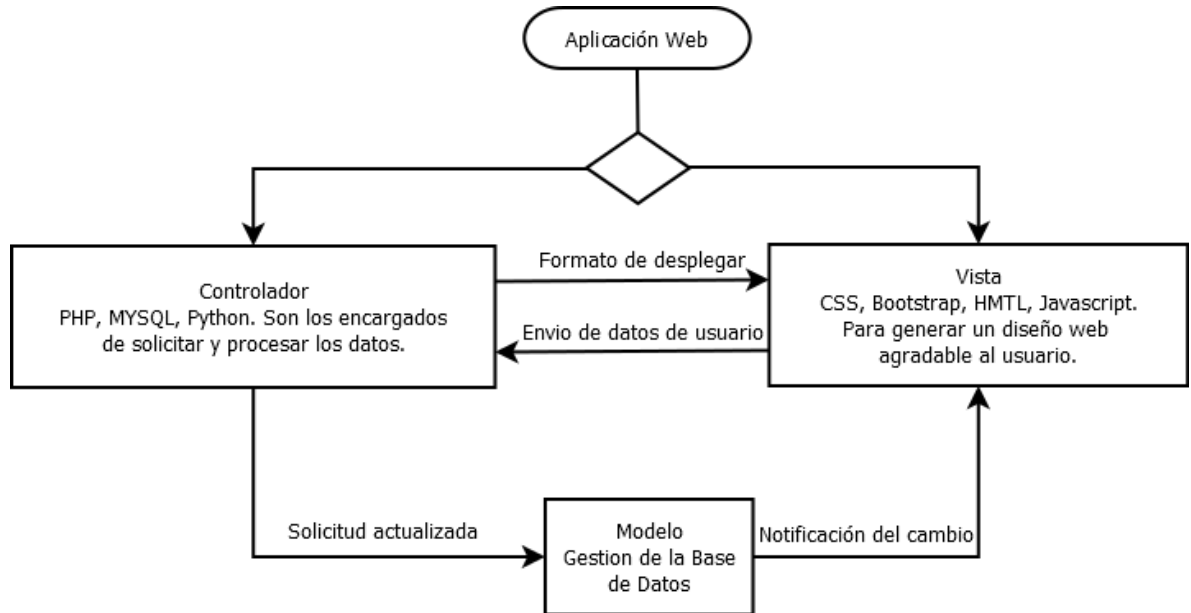 Aplicación Web
Formato de desplegar
Controlador
PHP, MYSQL, Python. Son los encargados
de solicitar y procesar los datos.
Vista
CSS, Bootstrap, HMTL, Javascript.
Para generar un diseño web
agradable al usuario.
Envio de datos de usuario
Solicitud actualizada
Modelo
Gestion de la Base
de Datos
Notificación del cambio